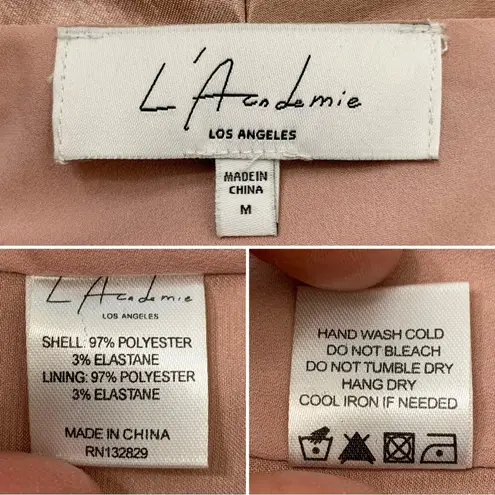 L'Academie
LOS ANGELES
MADE IN
CHINA
M
L'Academie
LOS ANGELES
SHELL: 97% POLYESTER
3% ELASTANE
LINING: 97% POLYESTER
3% ELASTANE
MADE IN CHINA
RN132829
HAND WASH COLD
DO NOT BLEACH
DO NOT TUMBLE DRY
HANG DRY
COOL IRON IF NEEDED